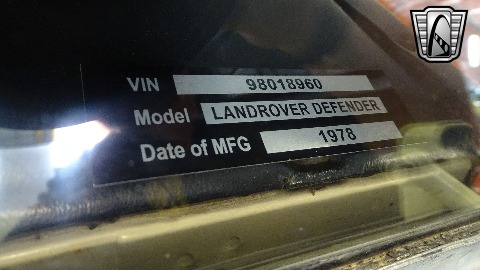 VIN 98018960
Model LANDROVER DEFENDER
Date of MFG 1978